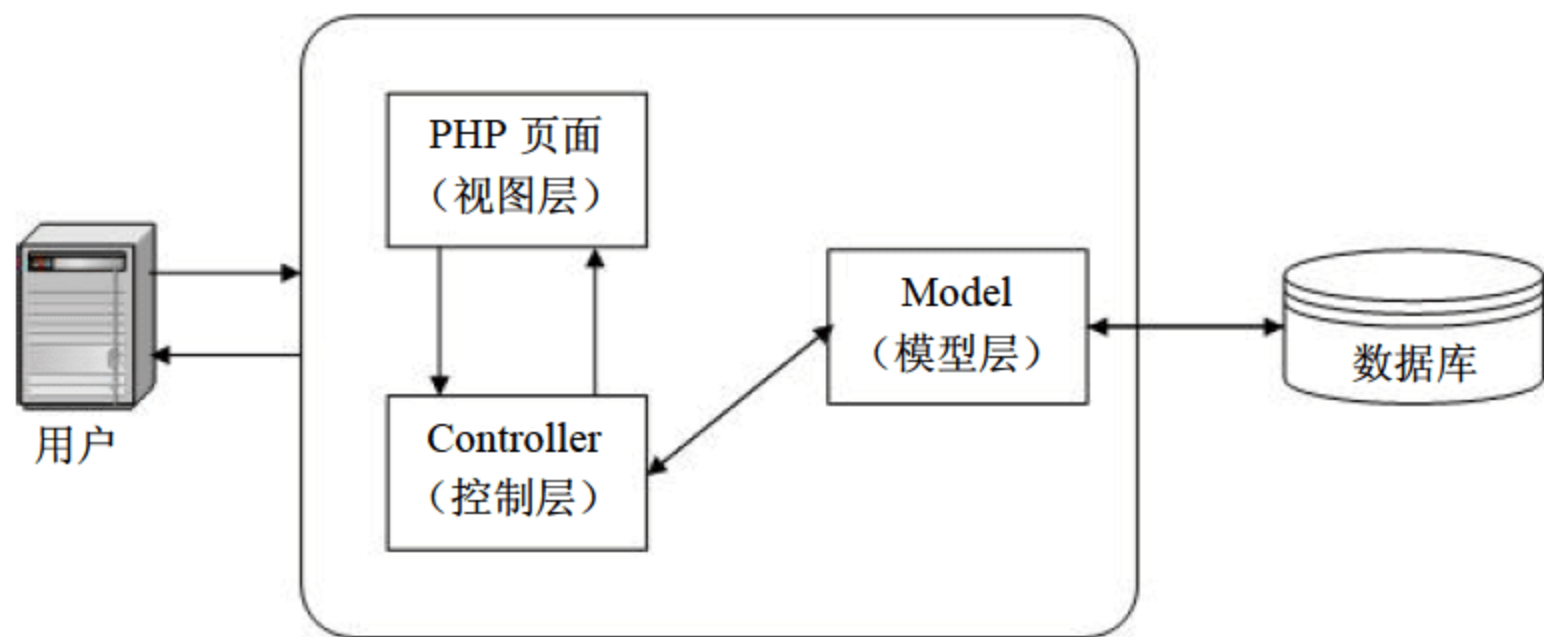 PHP 页面
（视图层）
用户
Controller
（控制层）
Model
（模型层）
数据库